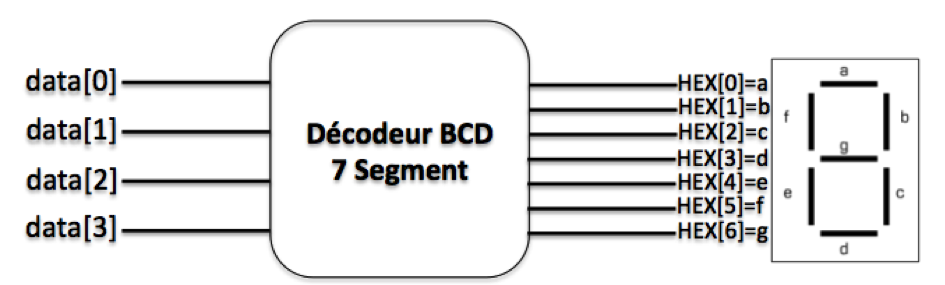 data[0]
data[1]
data[2]
data[3]
Décodeur BCD
7 Segment
HEX[0]=a
HEX[1]=b
HEX[2]=c
HEX[3]=d
HEX[4]=e
HEX[5]=f
HEX[6]=g
a
f
b
g
e
c
d